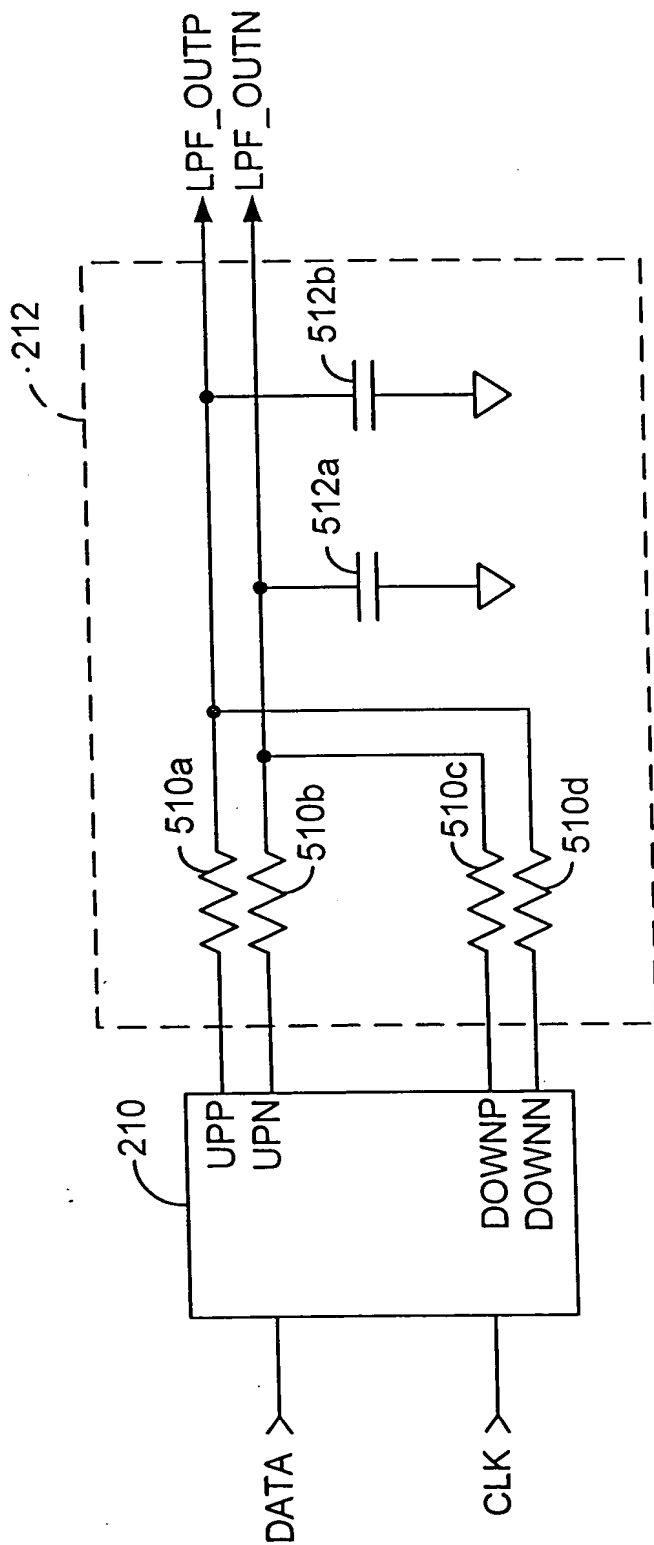 212
LPF_OUTP
LPF_OUTN
512b
512a
510a
510b
510c
510d
210
UPP
UPN
DOWNP
DOWNN
DATA
CLK